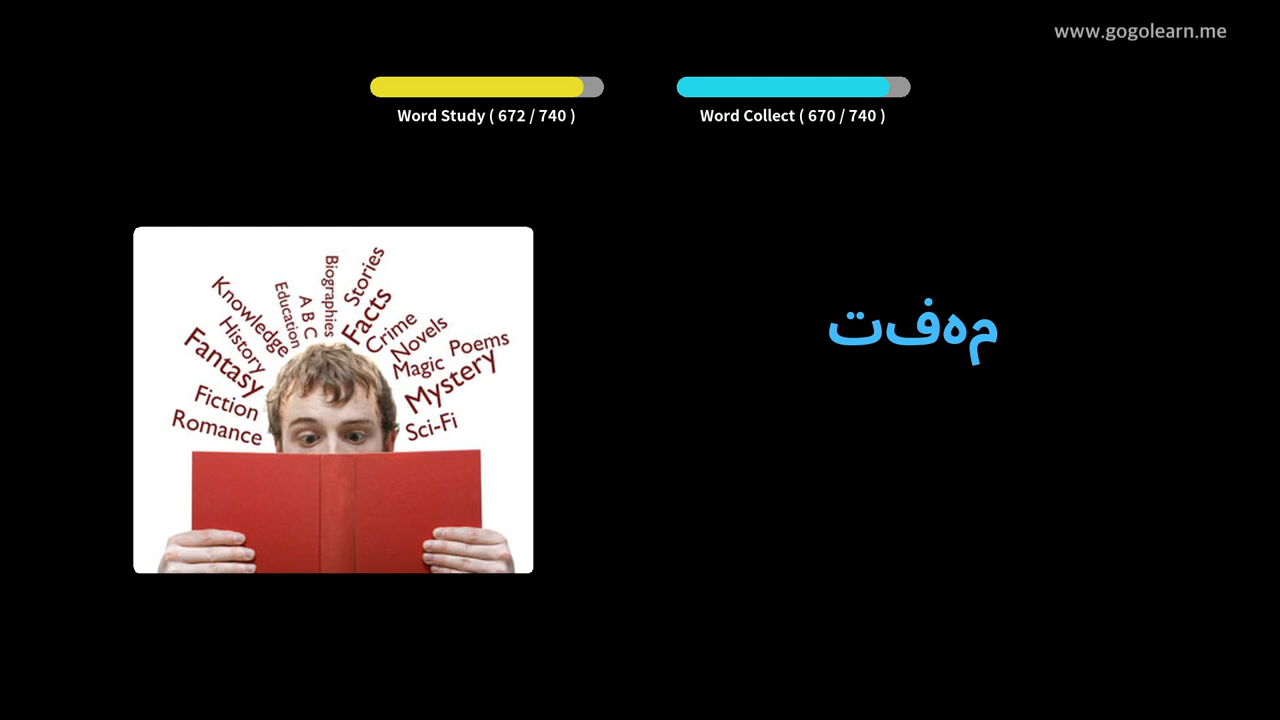 www.gogolearn.me
Word Study ( 672 / 740 )
Word Collect ( 670 / 740 )
Biographies
Stories
Education
A B C
Facts
Knowledge
Crime
History
Novels
Poems
Fantasy
Magic
Mystery
Fiction
Romance
Sci-Fi
مهفت